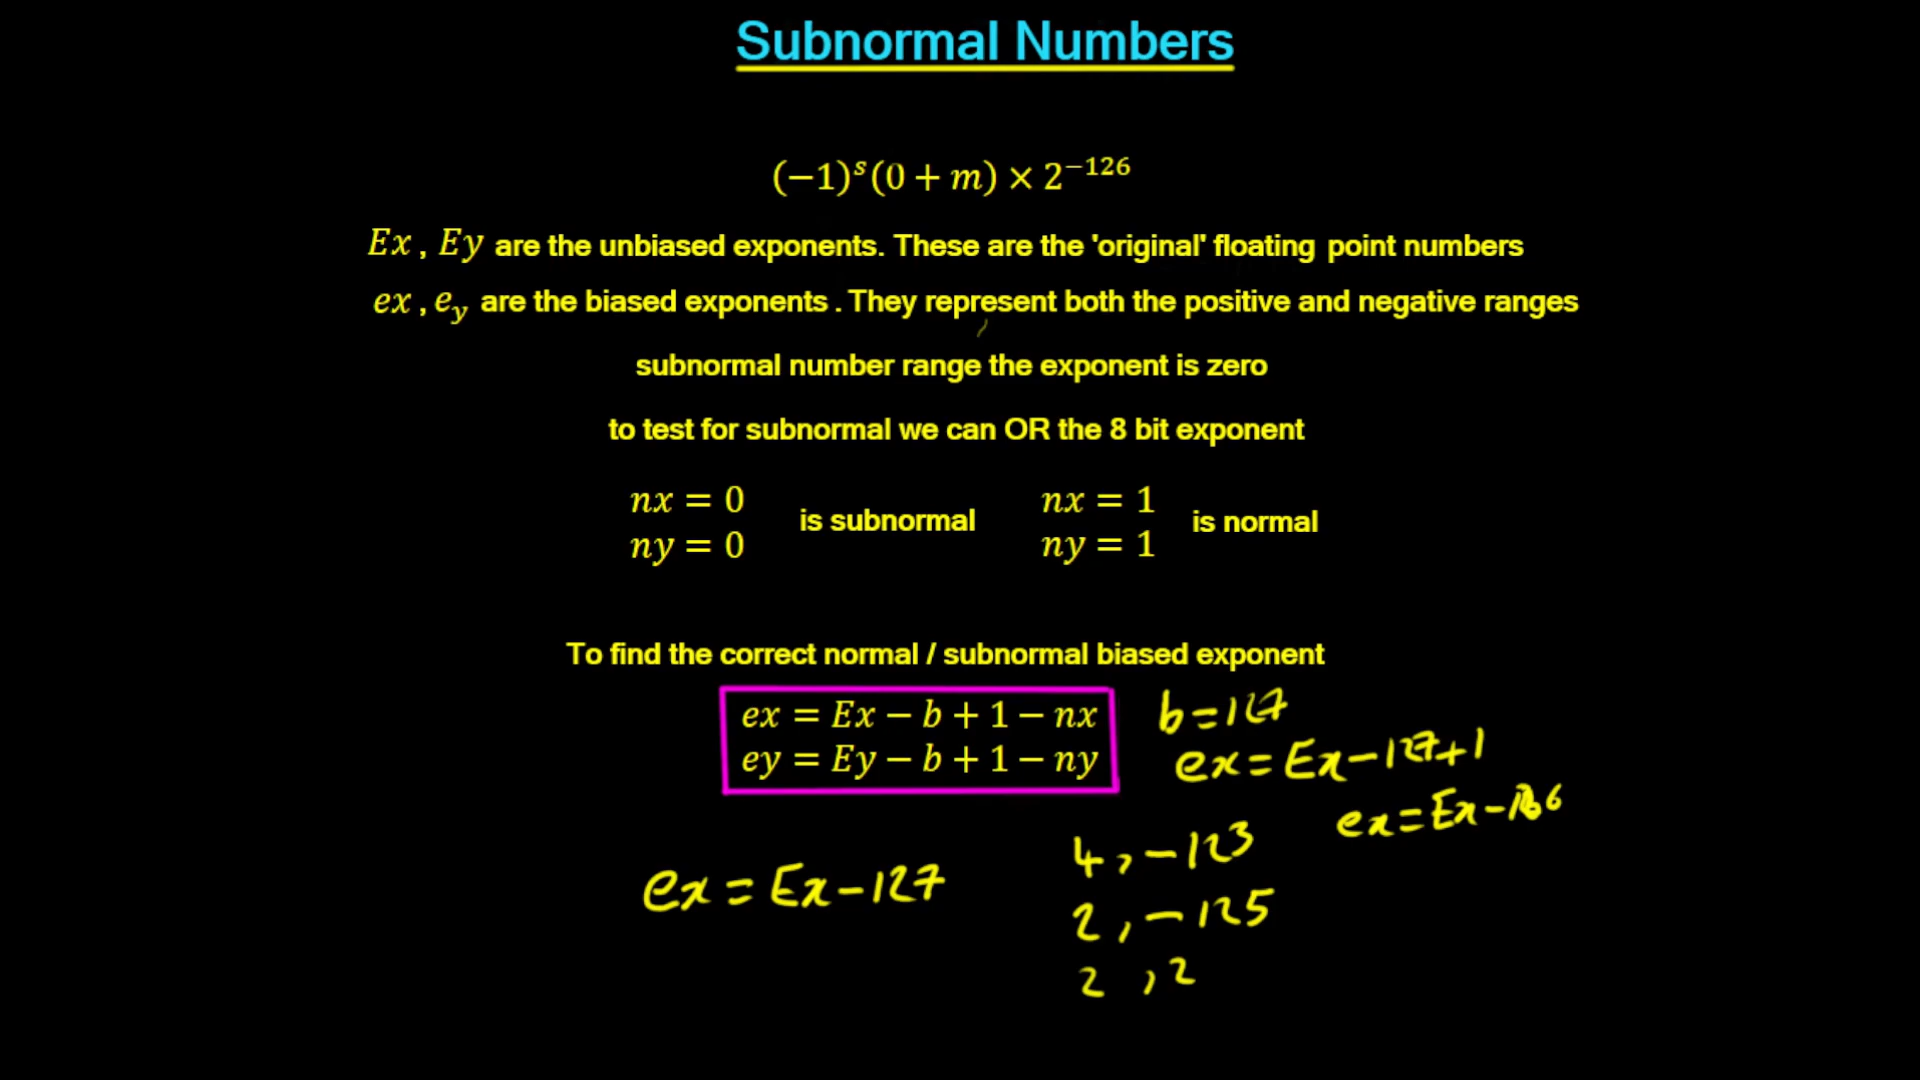 Subnormal Numbers
(−1)ˢ(0 + m) × 2⁻¹²⁶
Ex , Ey are the unbiased exponents. These are the 'original' floating point numbers
ex , e_y are the biased exponents . They represent both the positive and negative ranges
subnormal number range the exponent is zero
to test for subnormal we can OR the 8 bit exponent
nx = 0
ny = 0
is subnormal
nx = 1
ny = 1
is normal
To find the correct normal / subnormal biased exponent
ex = Ex − b + 1 − nx
ey = Ey − b + 1 − ny
b = 127
ex = Ex − 127 + 1
ex = Ex −
ex = Ex − 127
4 , − 123
2 , − 125
2 , 2